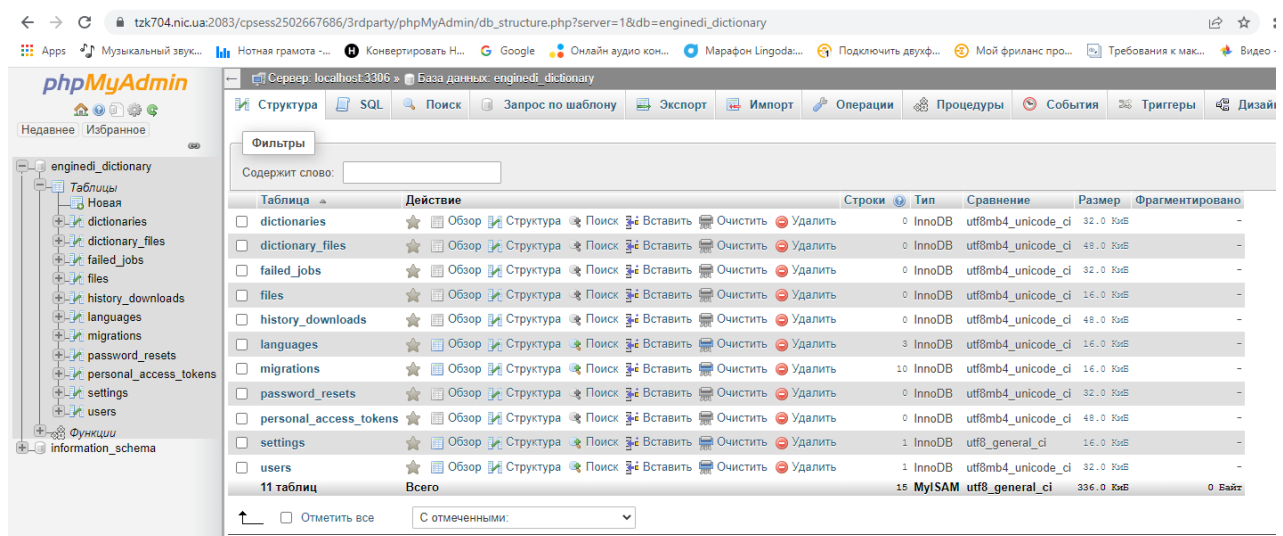 tzk704.nic.ua:2083/cpsess2502667686/3rdparty/phpMyAdmin/db_structure.php?server=1&db=enginedi_dictionary
Apps Музыкальный звук... Нотная грамота -... Конвертировать Н... Google Онлайн аудио кон... Марафон Lingoda:... Подключить двухф... Мой фриланс про... Требования к мак... Видео -
phpMyAdmin
Недавнее Избранное
enginedi_dictionary
Таблицы
Новая
dictionaries
dictionary_files
failed_jobs
files
history_downloads
languages
migrations
password_resets
personal_access_tokens
settings
users
Функции
information_schema
Сервер: localhost:3306 » База данных: enginedi_dictionary
Структура SQL Поиск Запрос по шаблону Экспорт Импорт Операции Процедуры События Триггеры Дизай
Фильтры
Содержит слово:
Таблица Действие Строки Тип Сравнение Размер Фрагментировано
dictionaries Обзор Структура Поиск Вставить Очистить Удалить 0 InnoDB utf8mb4_unicode_ci 32.0 КиБ -
dictionary_files Обзор Структура Поиск Вставить Очистить Удалить 0 InnoDB utf8mb4_unicode_ci 48.0 КиБ -
failed_jobs Обзор Структура Поиск Вставить Очистить Удалить 0 InnoDB utf8mb4_unicode_ci 32.0 КиБ -
files Обзор Структура Поиск Вставить Очистить Удалить 0 InnoDB utf8mb4_unicode_ci 16.0 КиБ -
history_downloads Обзор Структура Поиск Вставить Очистить Удалить 0 InnoDB utf8mb4_unicode_ci 48.0 КиБ -
languages Обзор Структура Поиск Вставить Очистить Удалить 3 InnoDB utf8mb4_unicode_ci 16.0 КиБ -
migrations Обзор Структура Поиск Вставить Очистить Удалить 10 InnoDB utf8mb4_unicode_ci 16.0 КиБ -
password_resets Обзор Структура Поиск Вставить Очистить Удалить 0 InnoDB utf8mb4_unicode_ci 32.0 КиБ -
personal_access_tokens Обзор Структура Поиск Вставить Очистить Удалить 0 InnoDB utf8mb4_unicode_ci 48.0 КиБ -
settings Обзор Структура Поиск Вставить Очистить Удалить 1 InnoDB utf8_general_ci 16.0 КиБ -
users Обзор Структура Поиск Вставить Очистить Удалить 1 InnoDB utf8mb4_unicode_ci 32.0 КиБ -
11 таблиц Всего 15 MyISAM utf8_general_ci 336.0 КиБ 0 Байт
Отметить все С отмеченными: